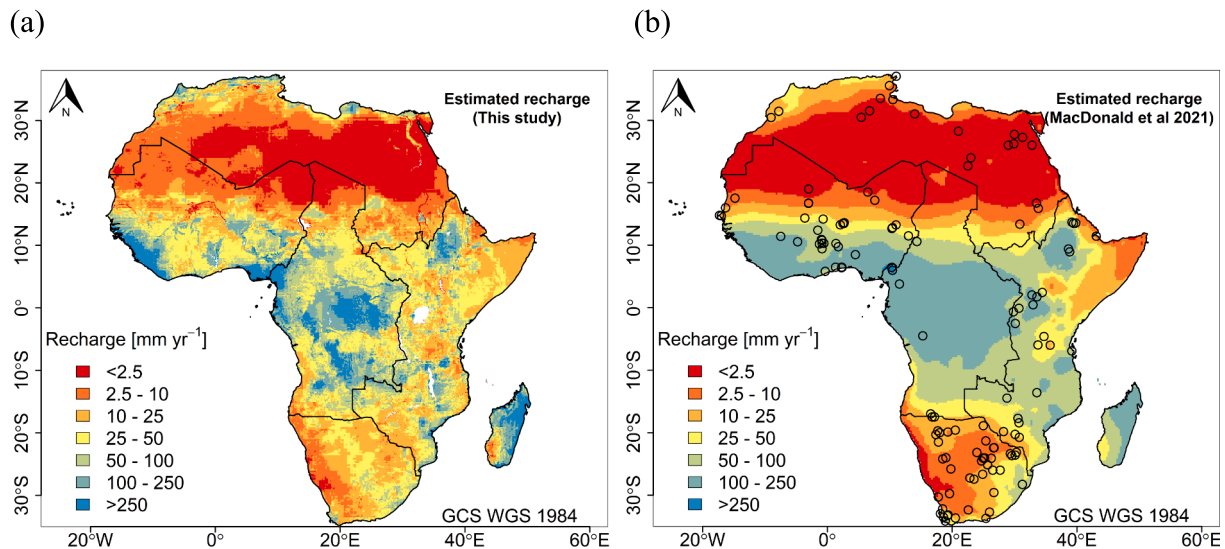 (a)
(b)
N
Estimated recharge
(This study)
30°N
20°N
10°N
0°
10°S
20°S
30°S
Recharge [mm yr⁻¹]
<2.5
2.5 - 10
10 - 25
25 - 50
50 - 100
100 - 250
>250
GCS WGS 1984
20°W
0°E
20°E
40°E
60°E
N
Estimated recharge
(MacDonald et al 2021)
30°N
20°N
10°N
0°
10°S
20°S
30°S
Recharge [mm yr⁻¹]
<2.5
2.5 - 10
10 - 25
25 - 50
50 - 100
100 - 250
>250
GCS WGS 1984
20°W
0°E
20°E
40°E
60°E